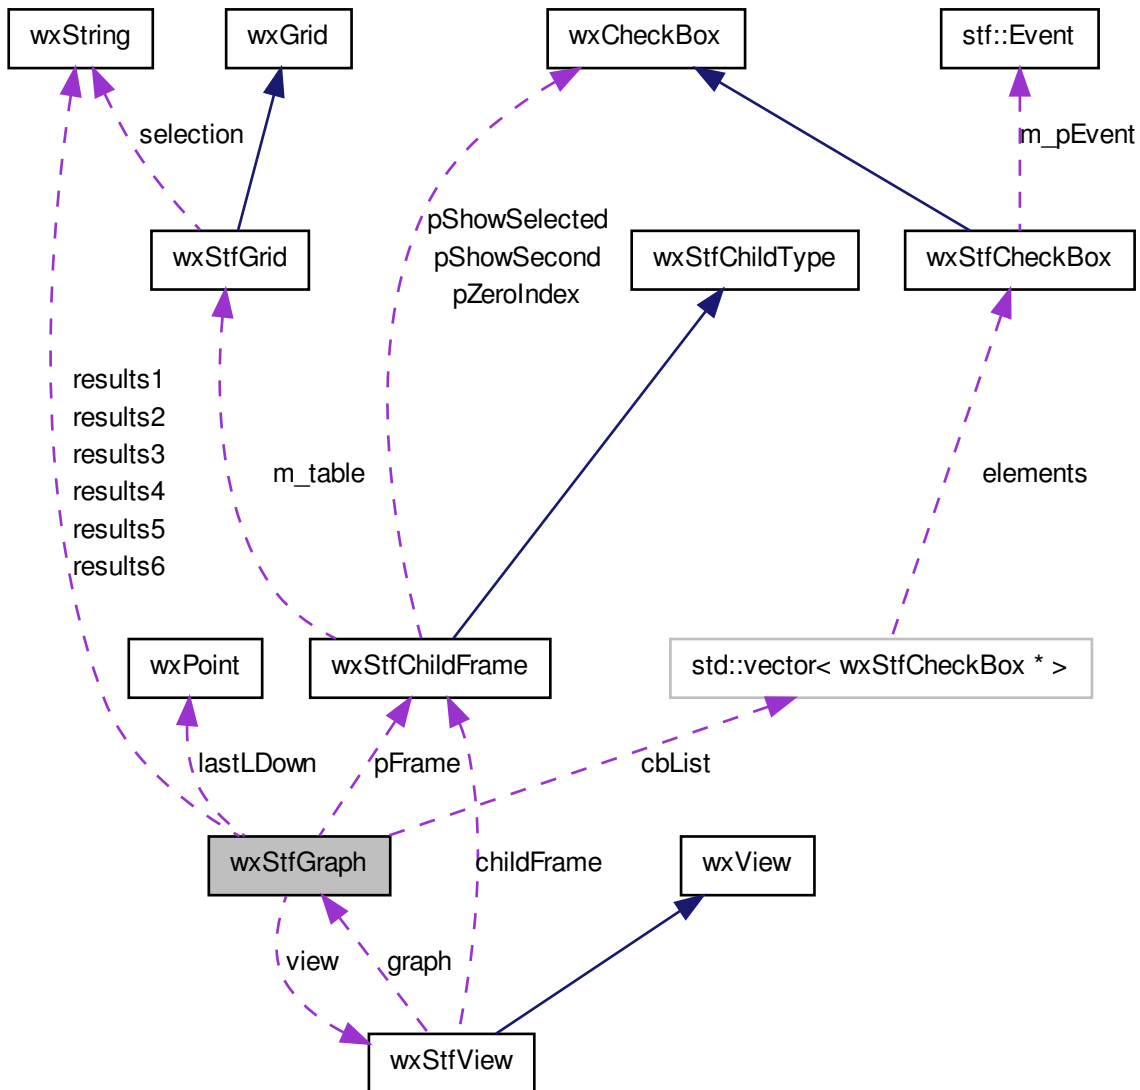 wxString
wxGrid
wxCheckBox
stf::Event
selection
m_pEvent
pShowSelected
pShowSecond
pZeroIndex
wxStfGrid
wxStfChildType
wxStfCheckBox
results1
results2
results3
results4
results5
results6
m_table
elements
wxPoint
wxStfChildFrame
std::vector< wxStfCheckBox * >
lastLDown
pFrame
cbList
wxStfGraph
childFrame
wxView
view
graph
wxStfView